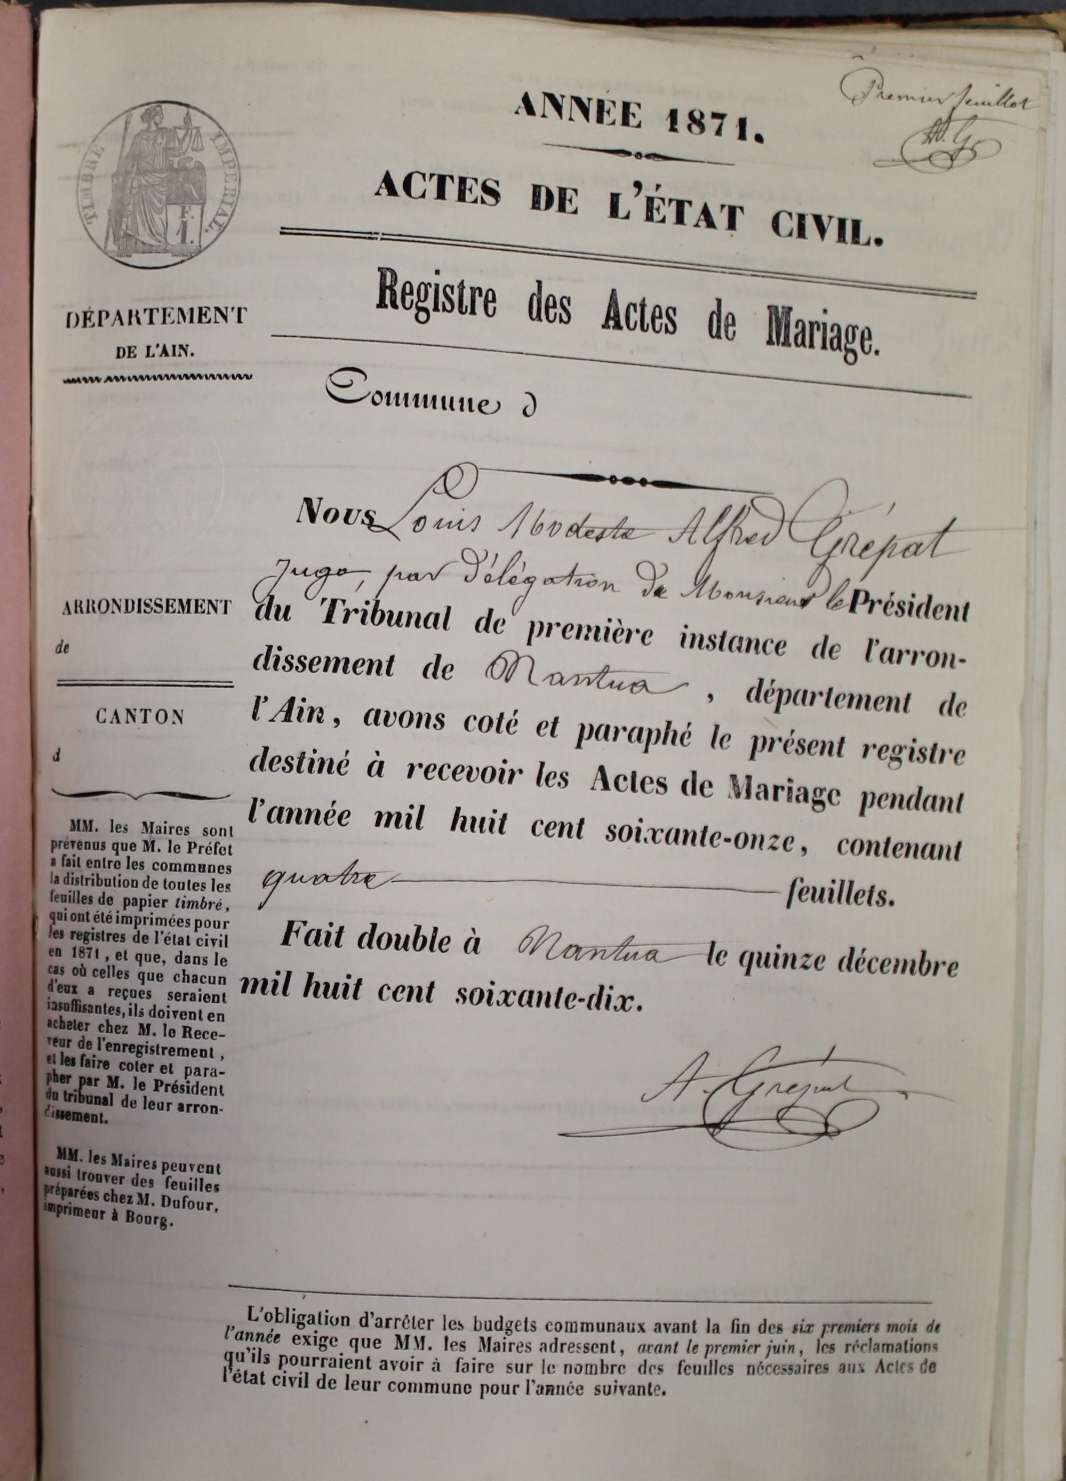 Premier feuillet
A. G.
ANNÉE 1871.
ACTES DE L'ÉTAT CIVIL.
Registre des Actes de Mariage.
Commune d
TIMBRE IMPÉRIAL.
1 F.
DÉPARTEMENT
DE L'AIN.
ARRONDISSEMENT
de
CANTON
d
MM. les Maires sont
prévenus que M. le Préfet
a fait entre les communes
la distribution de toutes les
feuilles de papier timbré,
qui ont été imprimées pour
les registres de l'état civil
en 1871, et que, dans le
cas où celles que chacun
d'eux a reçues seraient
insuffisantes, ils doivent en
acheter chez M. le Rece-
veur de l'enregistrement,
et les faire coter et para-
pher par M. le Président
du tribunal de leur arron-
dissement.
MM. les Maires peuvent
aussi trouver des feuilles
préparées chez M. Dufour,
imprimeur à Bourg.
Nous Louis Modeste Alfred Grépat
Juge, par délégation de Monsieur le Président
du Tribunal de première instance de l'arron-
dissement de Nantua, département de
l'Ain, avons coté et paraphé le présent registre
destiné à recevoir les Actes de Mariage pendant
l'année mil huit cent soixante-onze, contenant
quatre feuillets.
Fait double à Nantua le quinze décembre
mil huit cent soixante-dix.
A. Grépat
L'obligation d'arrêter les budgets communaux avant la fin des six premiers mois de
l'année exige que MM. les Maires adressent, avant le premier juin, les réclamations
qu'ils pourraient avoir à faire sur le nombre des feuilles nécessaires aux Actes de
l'état civil de leur commune pour l'année suivante.